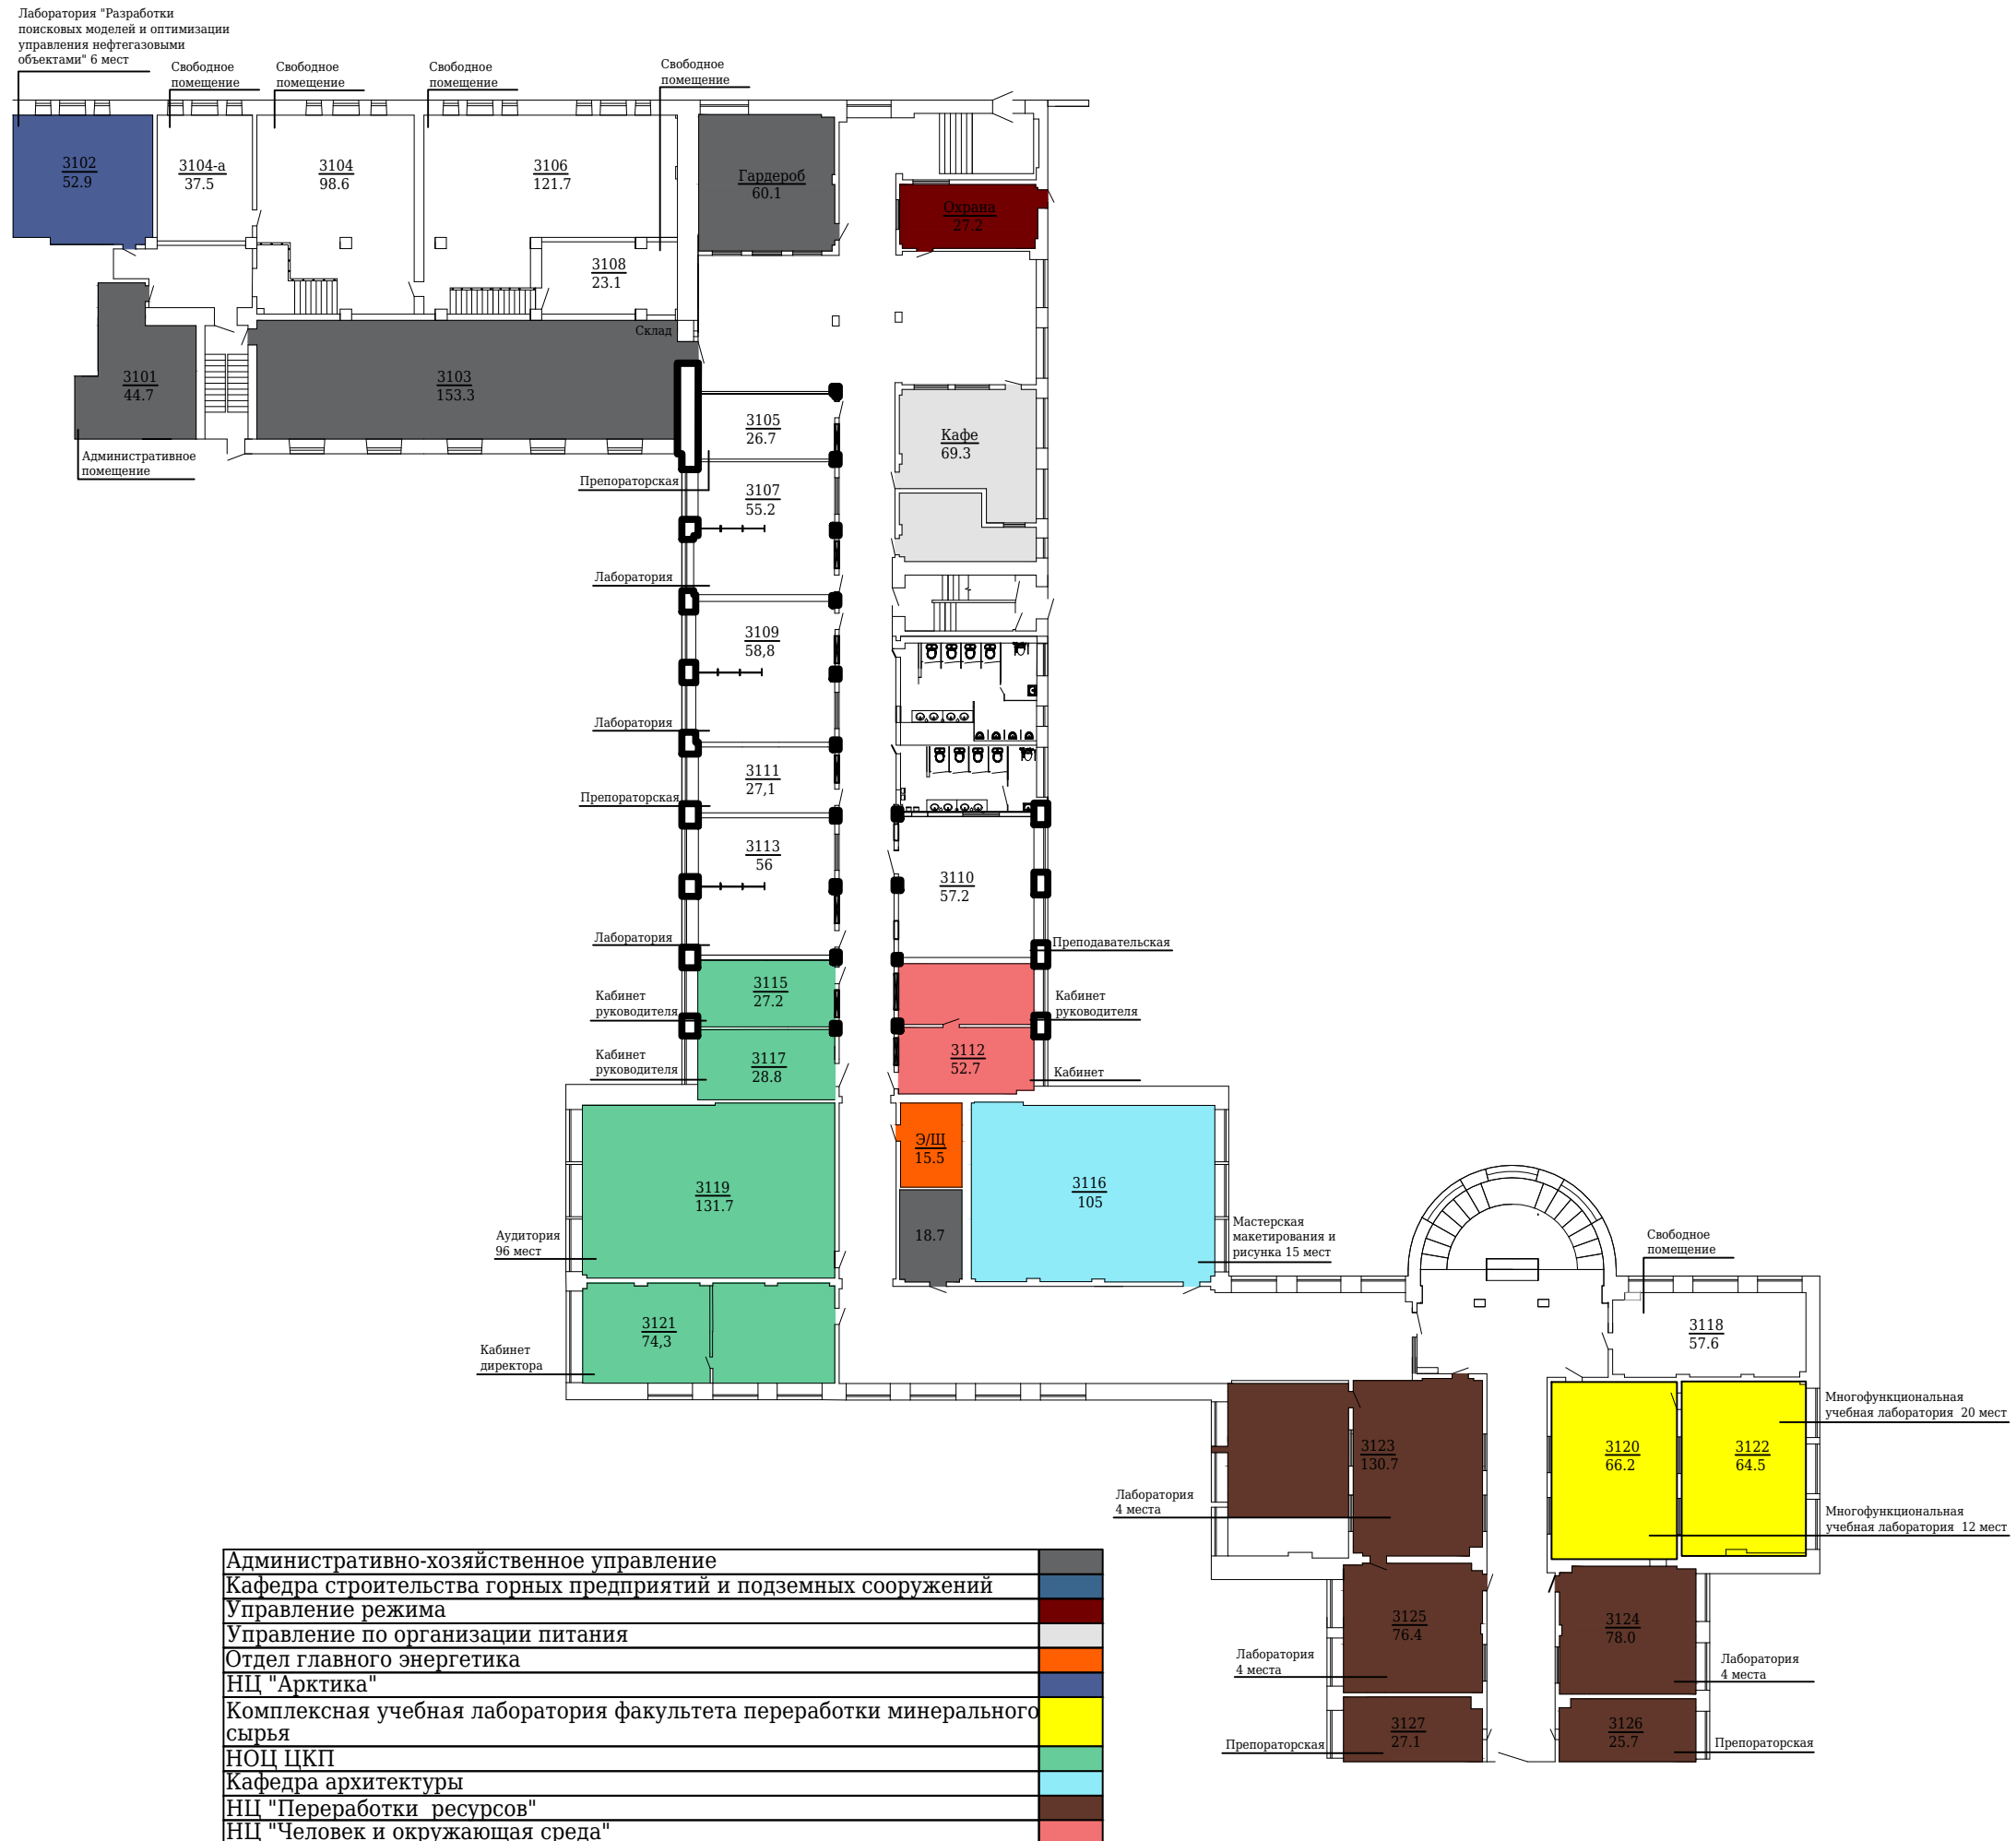 Лаборатория "Разработки
поисковых моделей и оптимизации
управления нефтегазовыми
объектами" 6 мест
Свободное
помещение
Свободное
помещение
Свободное
помещение
Свободное
помещение
3102
52.9
3104-а
37.5
3104
98.6
3106
121.7
Гардероб
60.1
Охрана
27.2
3108
23.1
Склад
3101
44.7
3103
153.3
Административное
помещение
3105
26.7
Кафе
69.3
Препораторская
3107
55.2
Лаборатория
3109
58,8
Лаборатория
3111
27,1
Препораторская
3113
56
3110
57.2
Лаборатория
Преподавательская
3115
27.2
Кабинет
руководителя
Кабинет
руководителя
3117
28.8
Кабинет
руководителя
3112
52.7
Кабинет
Э/Щ
15.5
3119
131.7
3116
105
18.7
Аудитория
96 мест
Мастерская
макетирования и
рисунка 15 мест
Свободное
помещение
3121
74,3
Кабинет
директора
3118
57.6
Многофункциональная
учебная лаборатория  20 мест
3123
130.7
3120
66.2
3122
64.5
Лаборатория
4 места
Многофункциональная
учебная лаборатория  12 мест
3125
76.4
3124
78.0
Лаборатория
4 места
Лаборатория
4 места
3127
27.1
3126
25.7
Препораторская
Препораторская
Административно-хозяйственное управление
Кафедра строительства горных предприятий и подземных сооружений
Управление режима
Управление по организации питания
Отдел главного энергетика
НЦ "Арктика"
Комплексная учебная лаборатория факультета переработки минерального
сырья
НОЦ ЦКП
Кафедра архитектуры
НЦ "Переработки  ресурсов"
НЦ "Человек и окружающая среда"